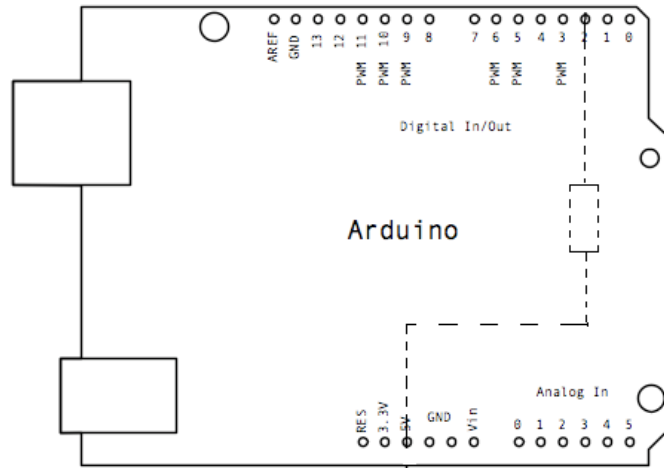 AREF GND 13 12 11 10 9 8 7 6 5 4 3 2 1 0
PWM PWM PWM PWM PWM PWM
Digital In/Out
Arduino
Analog In
RES 3.3V 5V GND Vin 0 1 2 3 4 5